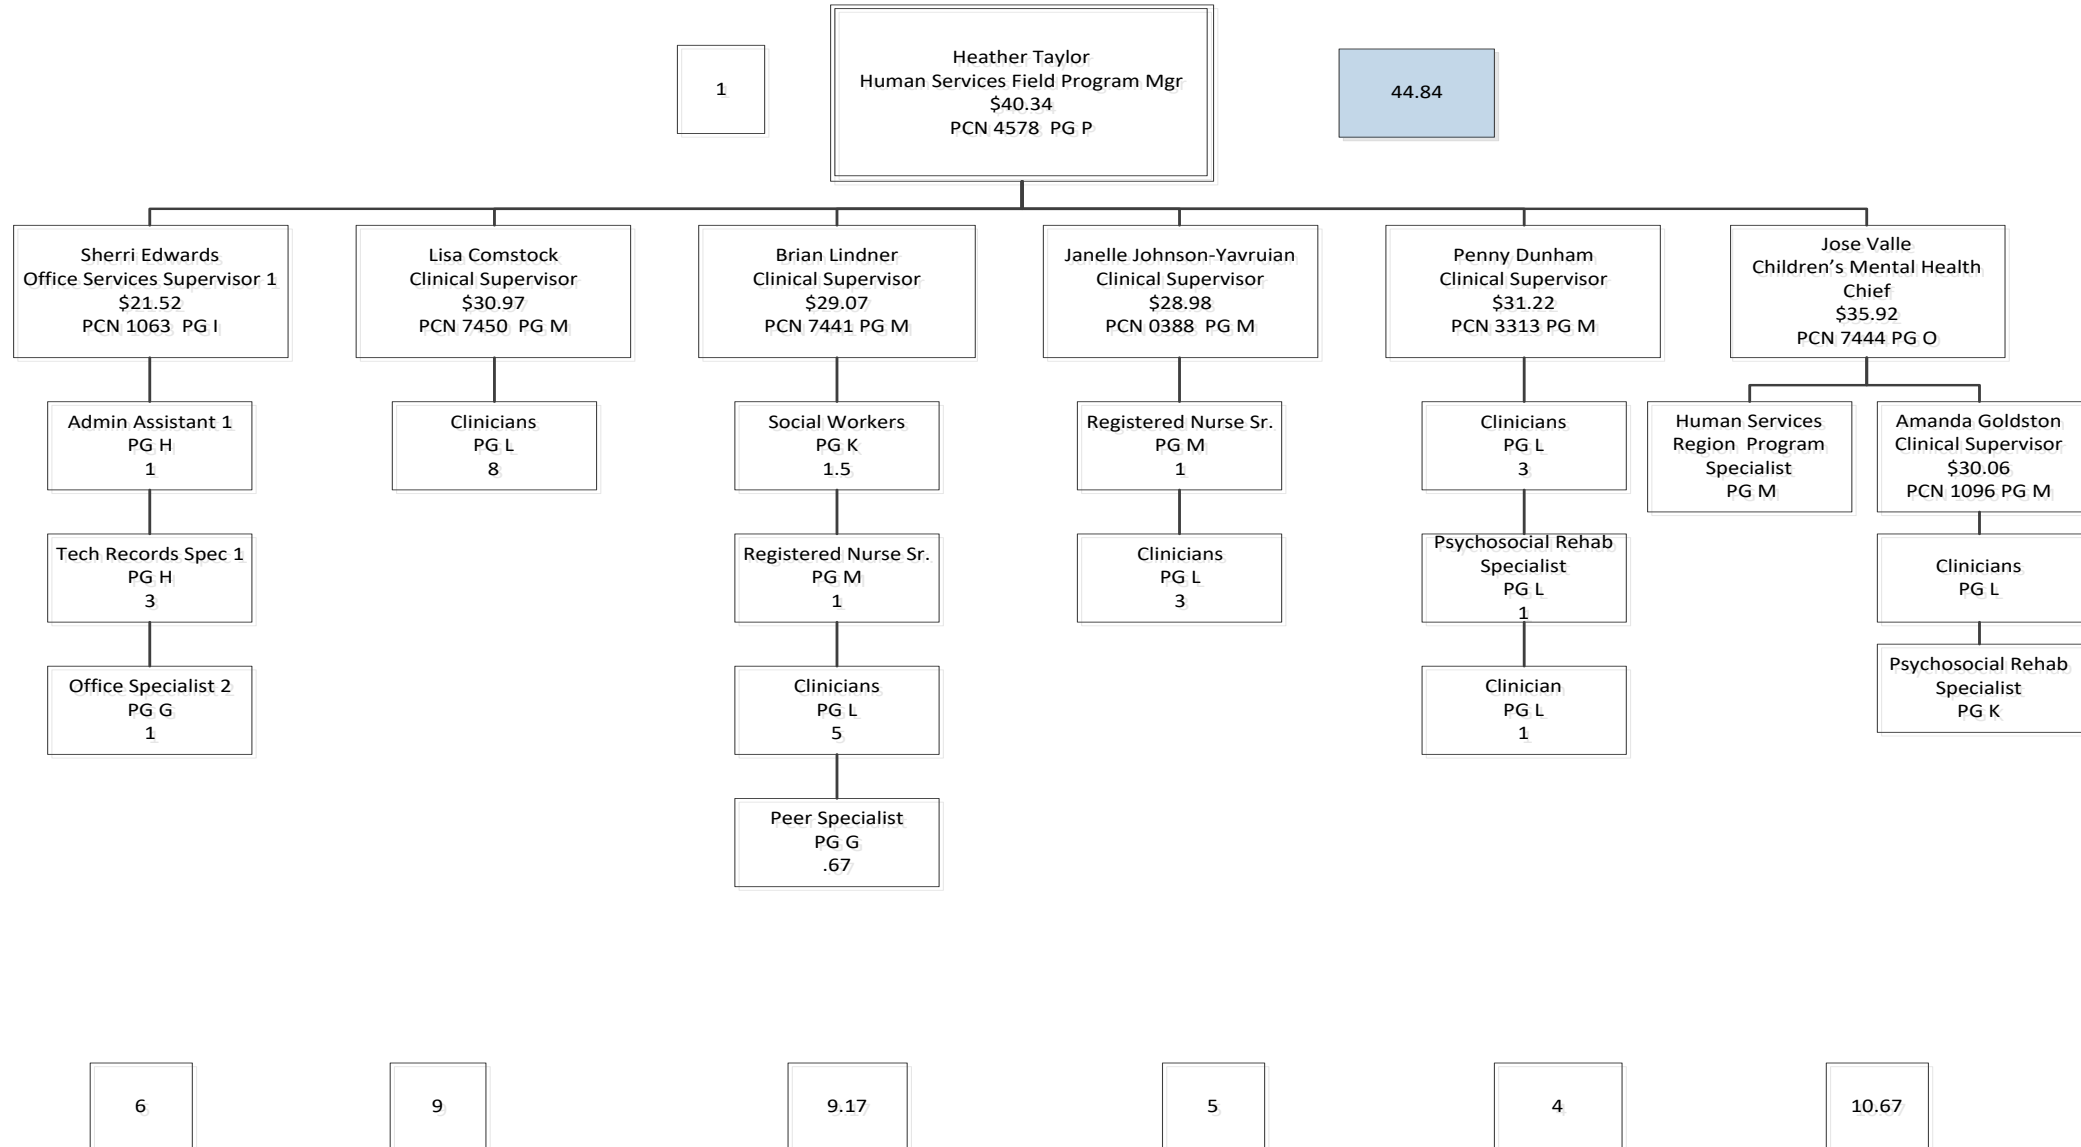 1
Heather Taylor
Human Services Field Program Mgr
$40.34
PCN 4578 PG P
44.84
Sherri Edwards
Office Services Supervisor 1
$21.52
PCN 1063 PG I
Lisa Comstock
Clinical Supervisor
$30.97
PCN 7450 PG M
Brian Lindner
Clinical Supervisor
$29.07
PCN 7441 PG M
Janelle Johnson-Yavruian
Clinical Supervisor
$28.98
PCN 0388 PG M
Penny Dunham
Clinical Supervisor
$31.22
PCN 3313 PG M
Jose Valle
Children’s Mental Health
Chief
$35.92
PCN 7444 PG O
Admin Assistant 1
PG H
1
Clinicians
PG L
8
Social Workers
PG K
1.5
Registered Nurse Sr.
PG M
1
Clinicians
PG L
3
Human Services
Region Program
Specialist
PG M
Amanda Goldston
Clinical Supervisor
$30.06
PCN 1096 PG M
Tech Records Spec 1
PG H
3
Registered Nurse Sr.
PG M
1
Clinicians
PG L
3
Psychosocial Rehab
Specialist
PG L
1
Clinicians
PG L
Office Specialist 2
PG G
1
Clinicians
PG L
5
Clinician
PG L
1
Psychosocial Rehab
Specialist
PG K
Peer Specialist
PG G
.67
6
9
9.17
5
4
10.67